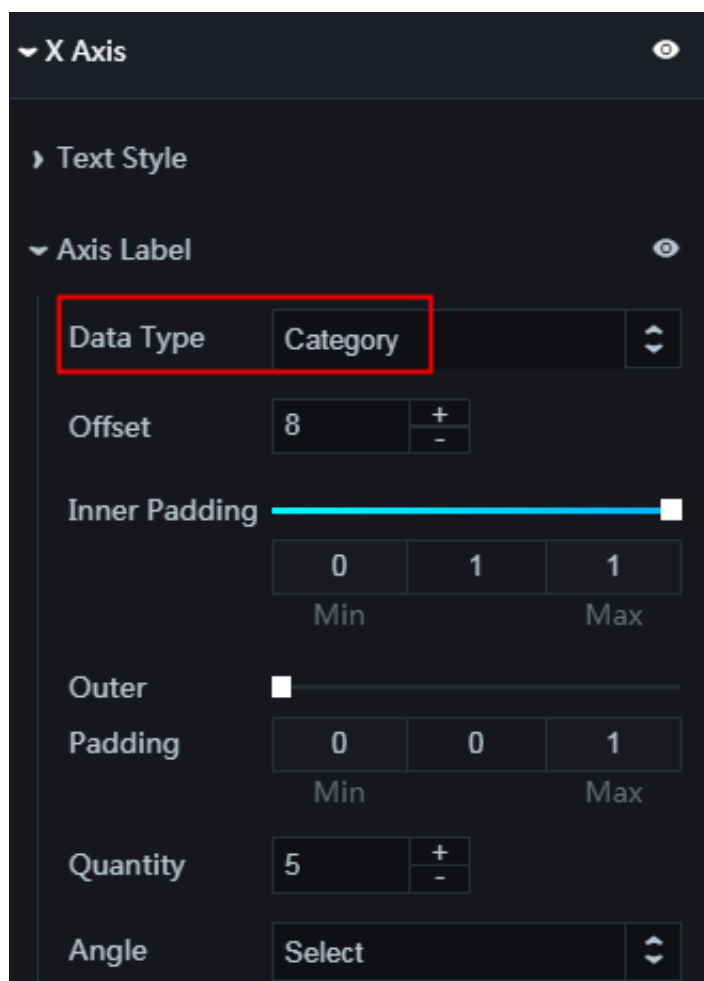 X Axis
Text Style
Axis Label
Data Type Category
Offset 8 + -
Inner Padding
0 1 1
Min Max
Outer
Padding 0 0 1
Min Max
Quantity 5 + -
Angle Select